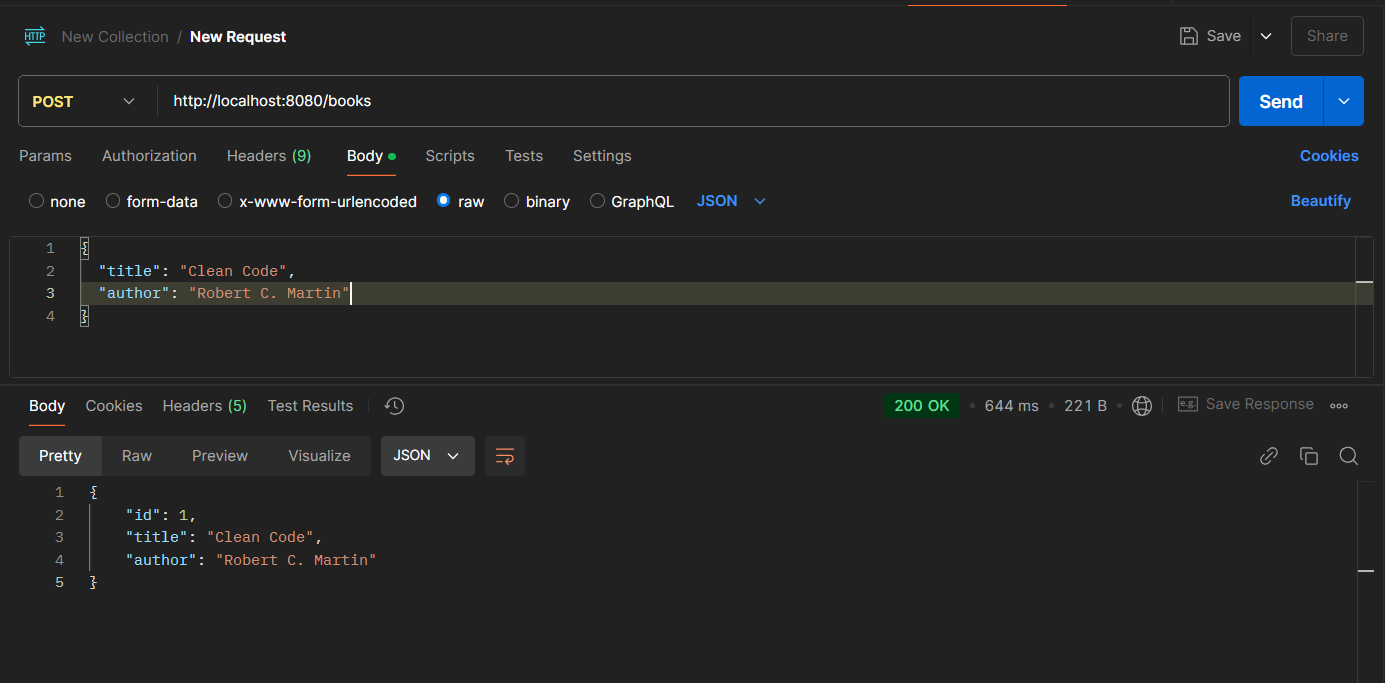 HTTP New Collection / New Request Save Share
POST http://localhost:8080/books Send
Params Authorization Headers (9) Body Scripts Tests Settings Cookies
none form-data x-www-form-urlencoded raw binary GraphQL JSON Beautify
1 {
2 "title": "Clean Code",
3 "author": "Robert C. Martin"
4 }
Body Cookies Headers (5) Test Results 200 OK • 644 ms • 221 B • e.g. Save Response
Pretty Raw Preview Visualize JSON
1 {
2 "id": 1,
3 "title": "Clean Code",
4 "author": "Robert C. Martin"
5 }